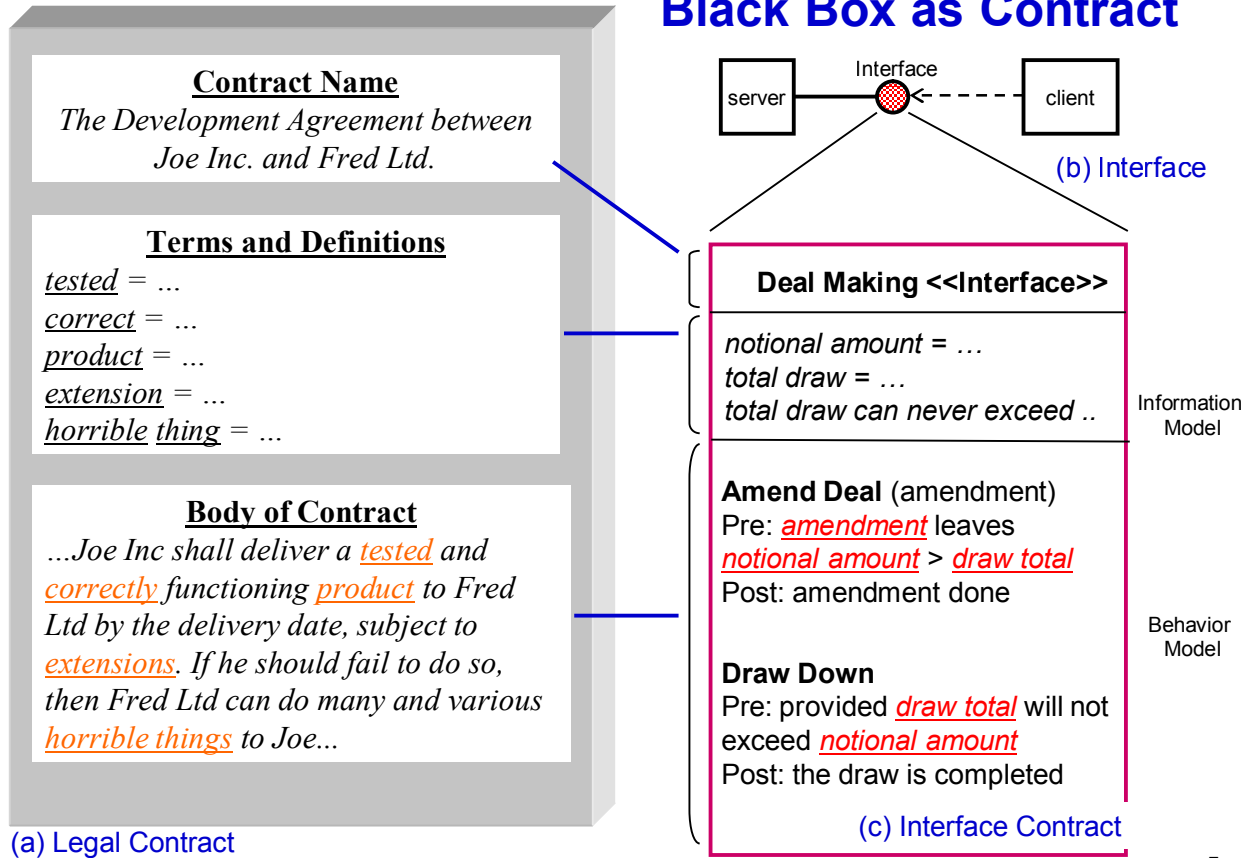 Black Box as Contract
Contract Name
The Development Agreement between
Joe Inc. and Fred Ltd.
Terms and Definitions
tested = ...
correct = ...
product = ...
extension = ...
horrible thing = ...
Body of Contract
...Joe Inc shall deliver a tested and
correctly functioning product to Fred
Ltd by the delivery date, subject to
extensions. If he should fail to do so,
then Fred Ltd can do many and various
horrible things to Joe...
(a) Legal Contract
Interface
server
client
(b) Interface
Deal Making <<Interface>>
notional amount = …
total draw = …
total draw can never exceed ..
Information
Model
Amend Deal (amendment)
Pre: amendment leaves
notional amount > draw total
Post: amendment done
Behavior
Model
Draw Down
Pre: provided draw total will not
exceed notional amount
Post: the draw is completed
(c) Interface Contract